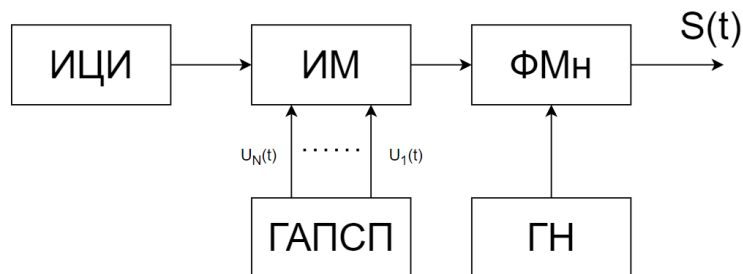 S(t)
ИЦИ
ИМ
ФМн
U_N(t)
......
U_1(t)
ГАПСП
ГН